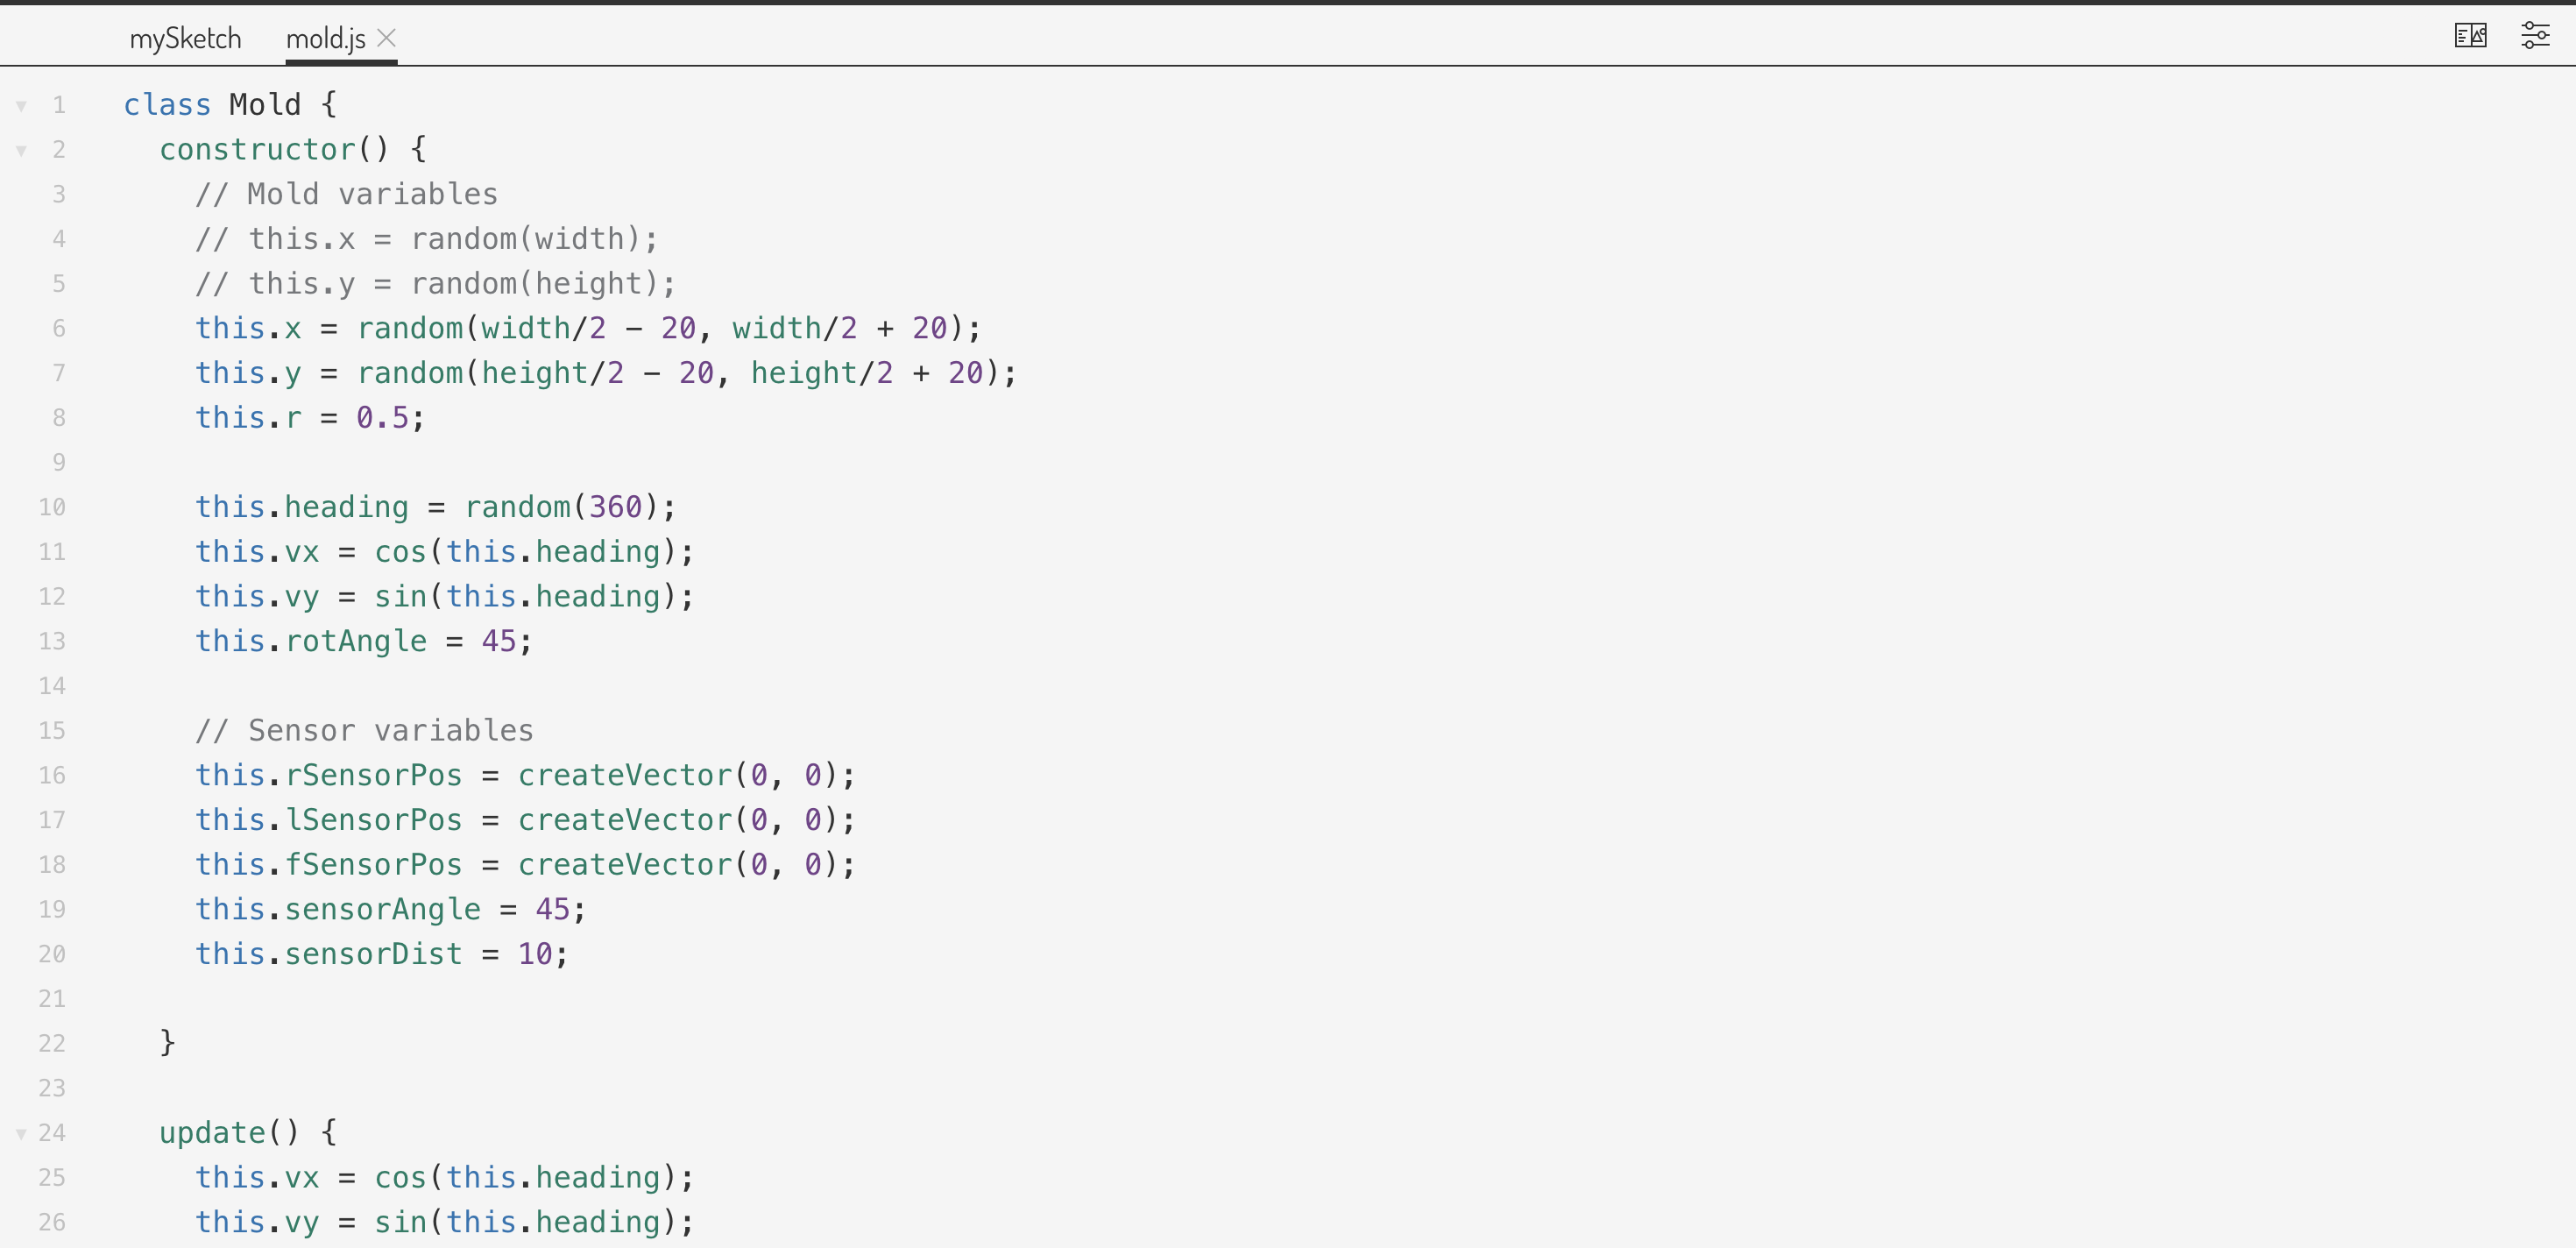 mySketch mold.js
1 class Mold {
2   constructor() {
3     // Mold variables
4     // this.x = random(width);
5     // this.y = random(height);
6     this.x = random(width/2 - 20, width/2 + 20);
7     this.y = random(height/2 - 20, height/2 + 20);
8     this.r = 0.5;
9
10     this.heading = random(360);
11     this.vx = cos(this.heading);
12     this.vy = sin(this.heading);
13     this.rotAngle = 45;
14
15     // Sensor variables
16     this.rSensorPos = createVector(0, 0);
17     this.lSensorPos = createVector(0, 0);
18     this.fSensorPos = createVector(0, 0);
19     this.sensorAngle = 45;
20     this.sensorDist = 10;
21
22   }
23
24   update() {
25     this.vx = cos(this.heading);
26     this.vy = sin(this.heading);